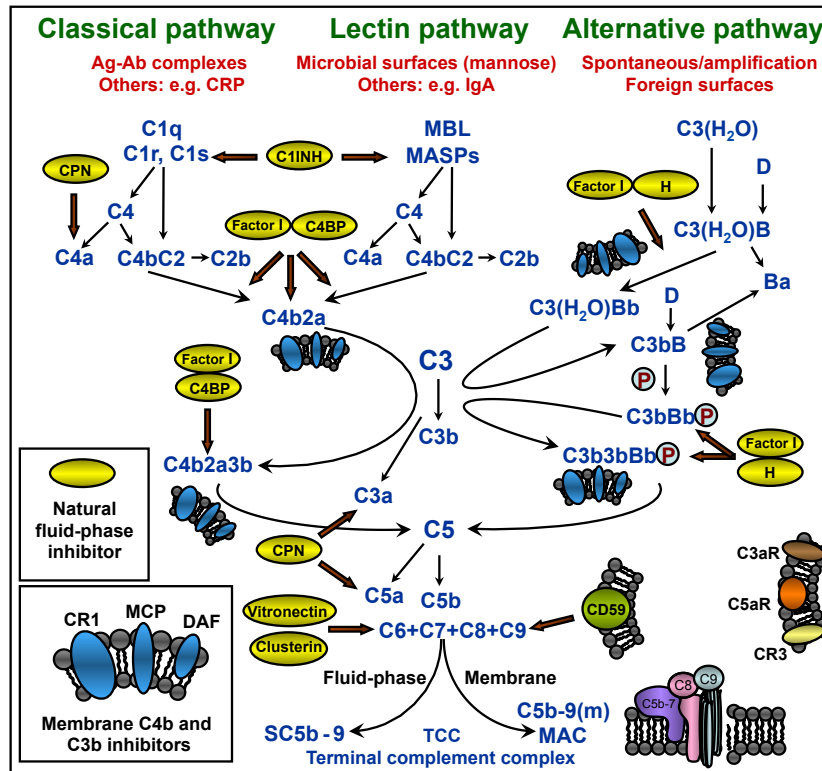 Classical pathway
Lectin pathway
Alternative pathway
Ag-Ab complexes
Others: e.g. CRP
Microbial surfaces (mannose)
Others: e.g. IgA
Spontaneous/amplification
Foreign surfaces
C1q
C1r, C1s
CPN
C1INH
MBL
MASPs
C3(H₂O)
D
Factor I
H
C4
C4
Factor I
C4BP
C3(H₂O)B
C4a
C4bC2
C2b
C4a
C4bC2
C2b
Ba
C3(H₂O)Bb
D
C4b2a
C3bB
Factor I
C4BP
C3
P
C3bBb
P
C3b
C4b2a3b
C3b3bBb
P
Factor I
H
C3a
Natural
fluid-phase
inhibitor
C5
CPN
C3aR
C5a
C5b
CD59
C5aR
Vitronectin
Clusterin
C6+C7+C8+C9
CR3
CR1
MCP
DAF
Fluid-phase
Membrane
C5b-7
C8
C9
Membrane C4b and
C3b inhibitors
SC5b-9
TCC
C5b-9(m)
MAC
Terminal complement complex